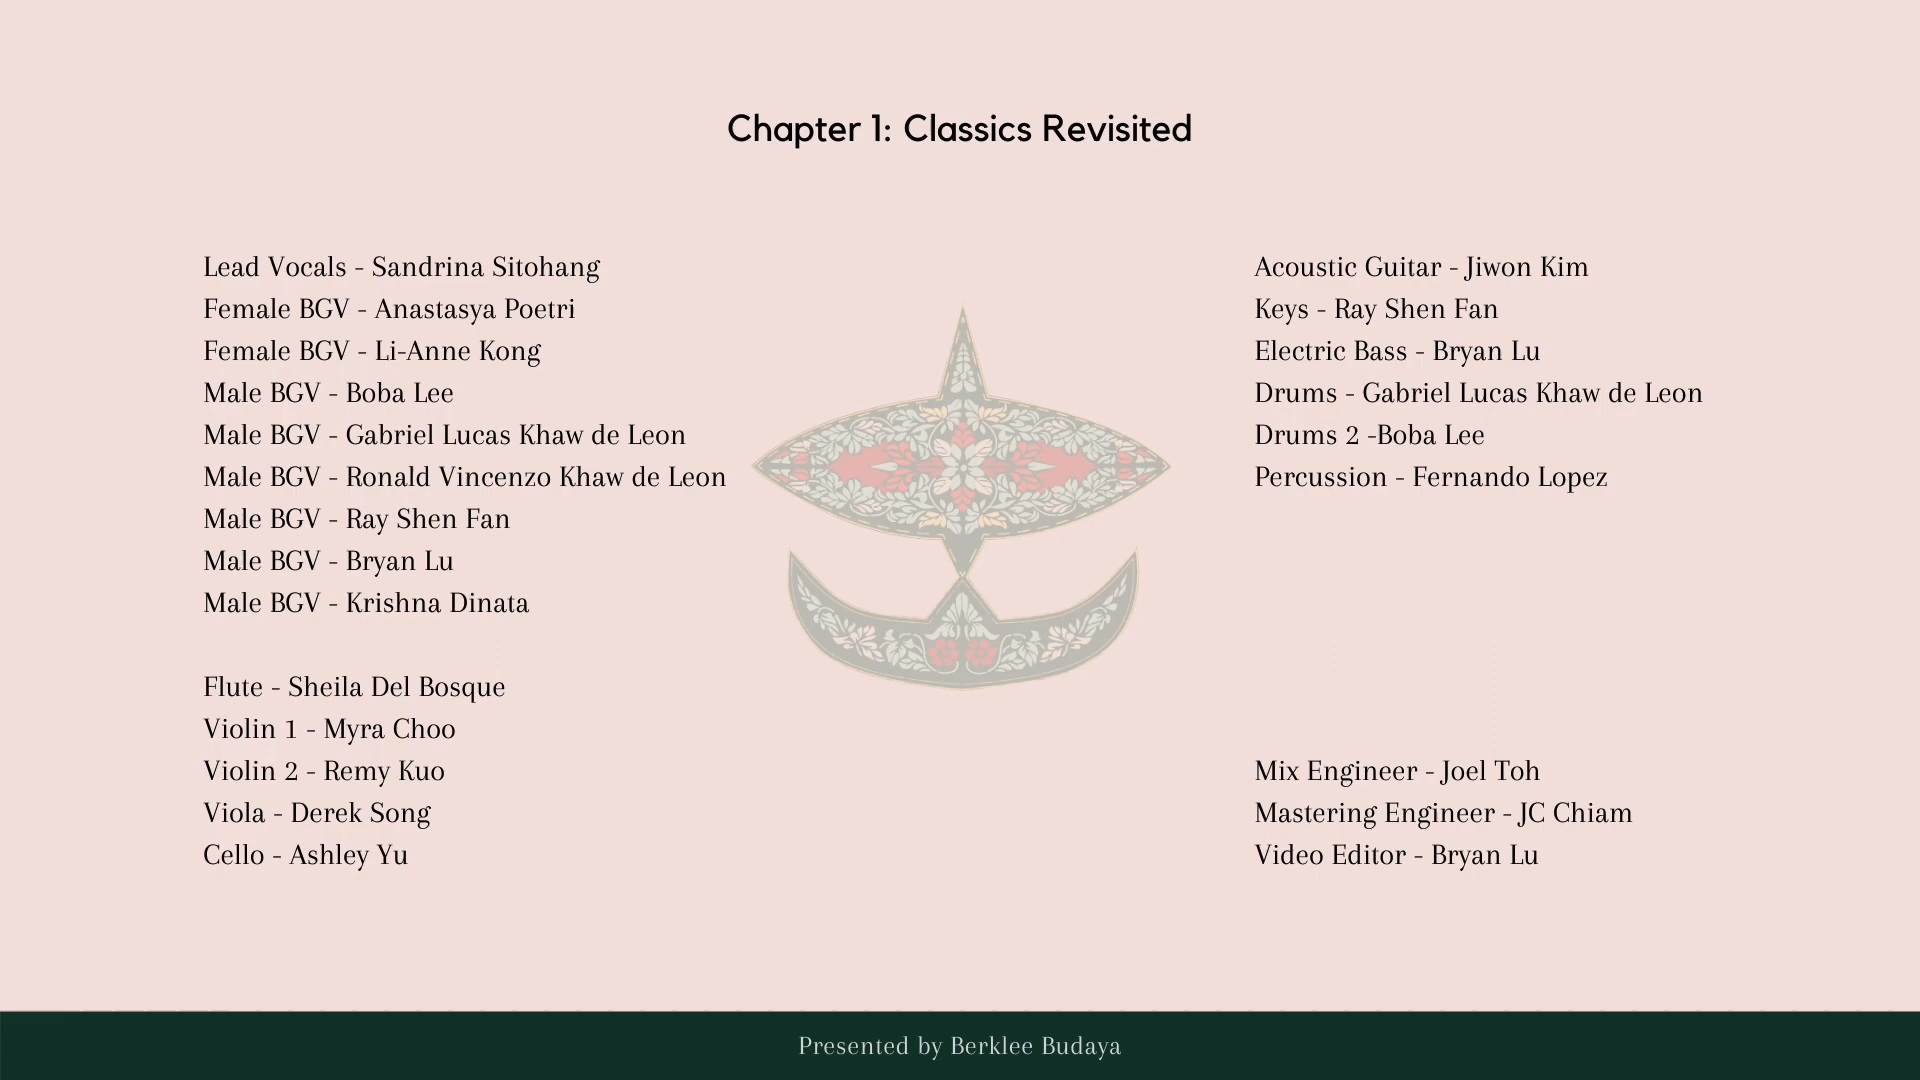 Chapter 1: Classics Revisited
Lead Vocals - Sandrina Sitohang
Female BGV - Anastasya Poetri
Female BGV - Li-Anne Kong
Male BGV - Boba Lee
Male BGV - Gabriel Lucas Khaw de Leon
Male BGV - Ronald Vincenzo Khaw de Leon
Male BGV - Ray Shen Fan
Male BGV - Bryan Lu
Male BGV - Krishna Dinata
Flute - Sheila Del Bosque
Violin 1 - Myra Choo
Violin 2 - Remy Kuo
Viola - Derek Song
Cello - Ashley Yu
Acoustic Guitar - Jiwon Kim
Keys - Ray Shen Fan
Electric Bass - Bryan Lu
Drums - Gabriel Lucas Khaw de Leon
Drums 2 -Boba Lee
Percussion - Fernando Lopez
Mix Engineer - Joel Toh
Mastering Engineer - JC Chiam
Video Editor - Bryan Lu
Presented by Berklee Budaya